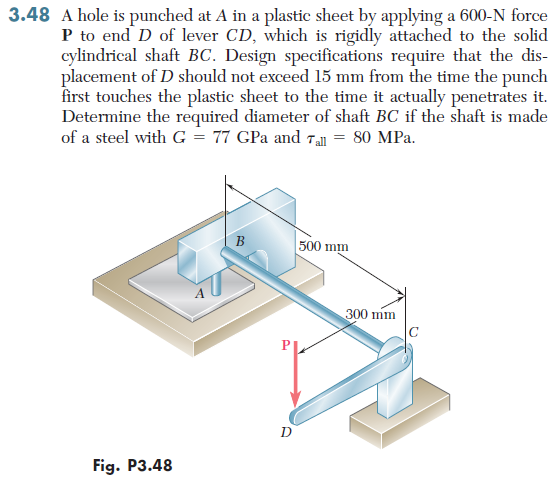 3.48 A hole is punched at A in a plastic sheet by applying a 600-N force
P to end D of lever CD, which is rigidly attached to the solid
cylindrical shaft BC. Design specifications require that the dis-
placement of D should not exceed 15 mm from the time the punch
first touches the plastic sheet to the time it actually penetrates it.
Determine the required diameter of shaft BC if the shaft is made
of a steel with G = 77 GPa and τall = 80 MPa.
B
500 mm
A
300 mm
C
P
D
Fig. P3.48